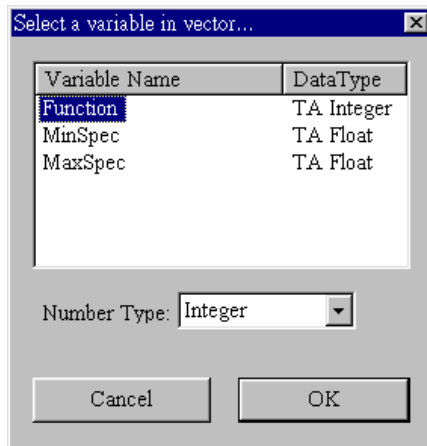 Select a variable in vector...
Variable Name DataType
Function TA Integer
MinSpec TA Float
MaxSpec TA Float
Number Type: Integer
Cancel OK